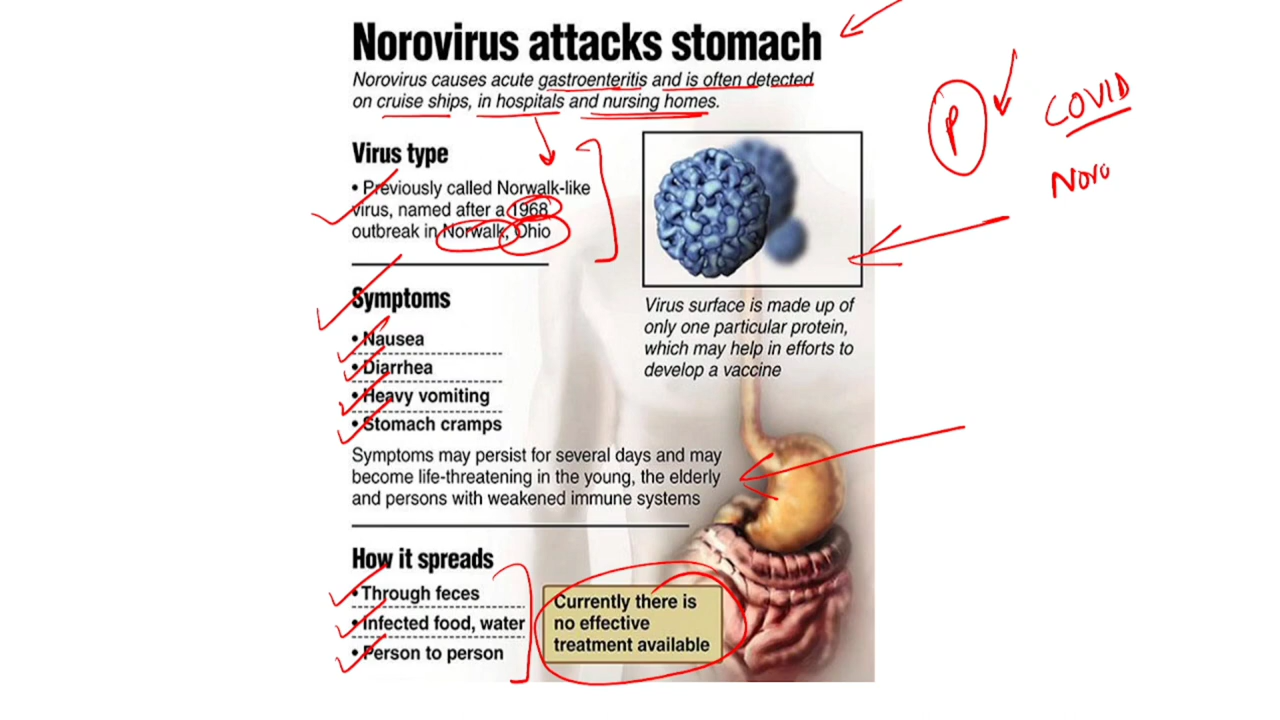 Norovirus attacks stomach
Norovirus causes acute gastroenteritis and is often detected
on cruise ships, in hospitals and nursing homes.
Virus type
• Previously called Norwalk-like
virus, named after a 1968
outbreak in Norwalk, Ohio
Symptoms
• Nausea
• Diarrhea
• Heavy vomiting
• Stomach cramps
Symptoms may persist for several days and may
become life-threatening in the young, the elderly
and persons with weakened immune systems
How it spreads
• Through feces
• Infected food, water
• Person to person
Virus surface is made up of
only one particular protein,
which may help in efforts to
develop a vaccine
Currently there is
no effective
treatment available
P
COVID
Noro